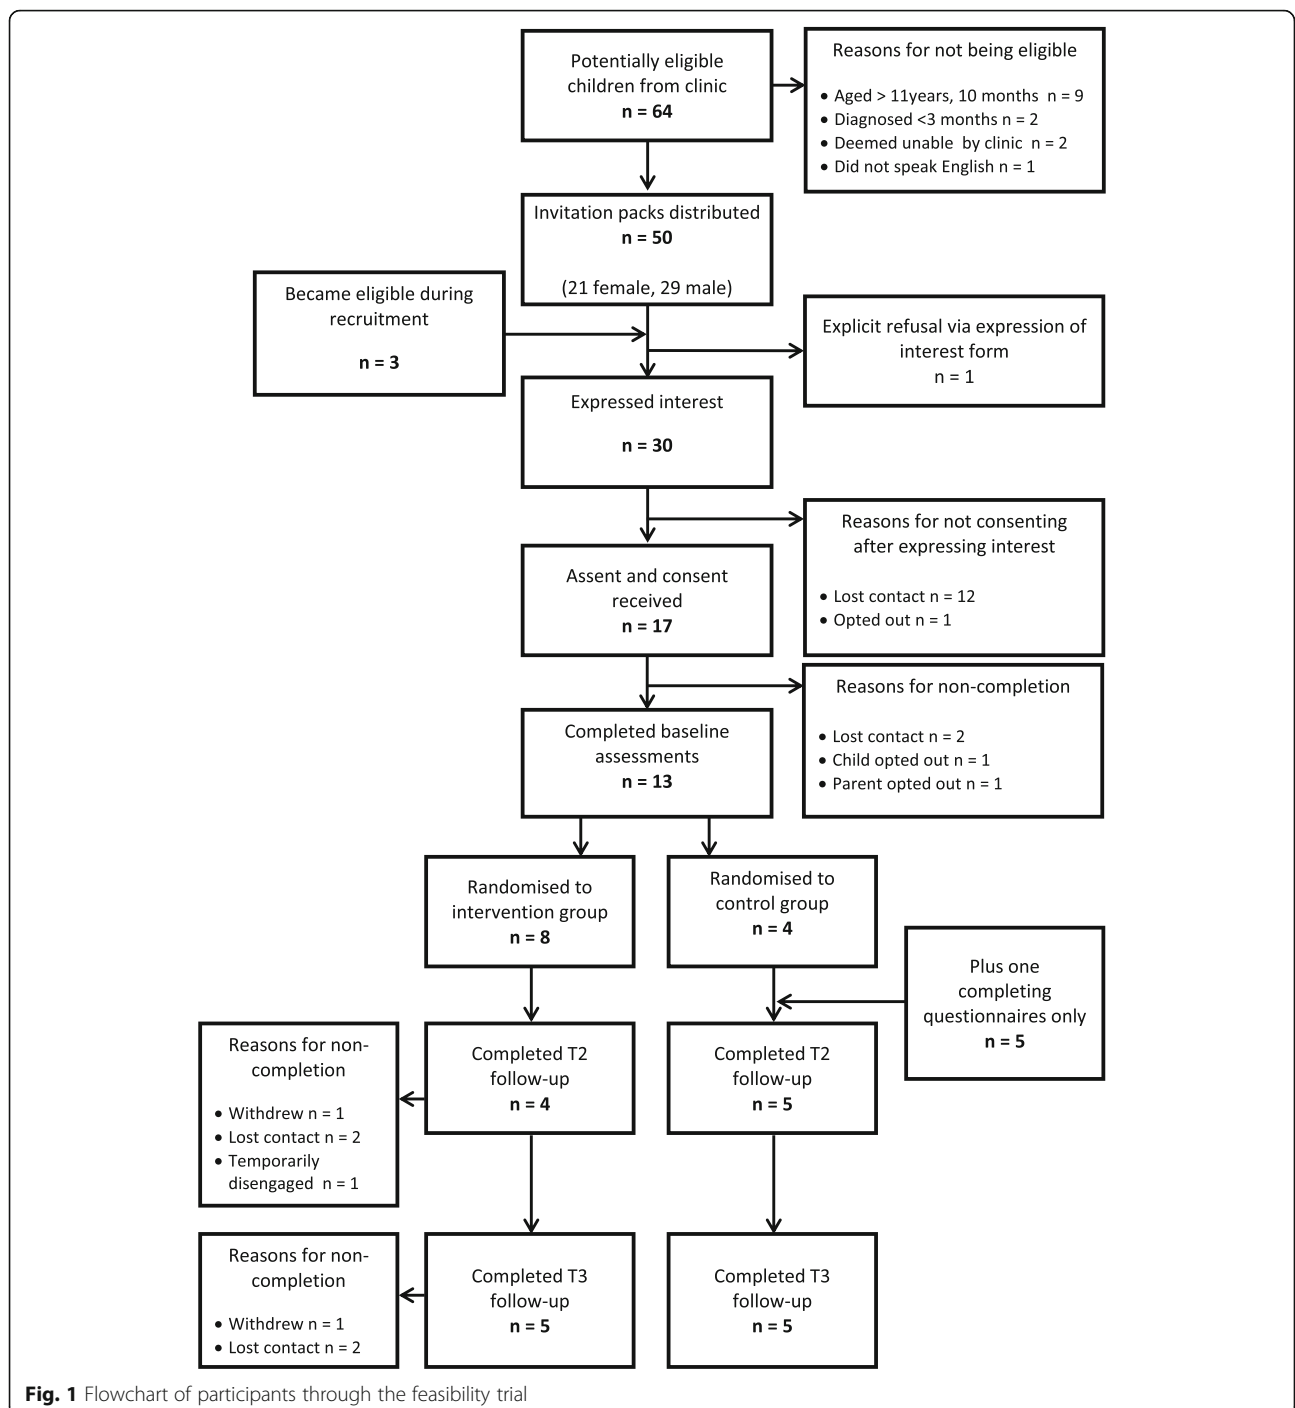 Potentially eligible
children from clinic
n = 64
Reasons for not being eligible
• Aged > 11years, 10 months  n = 9
• Diagnosed <3 months n = 2
• Deemed unable  by clinic  n = 2
• Did not speak English n = 1
Invitation packs distributed
n = 50
(21 female, 29 male)
Became eligible during
recruitment
n = 3
Explicit refusal via expression of
interest form
n = 1
Expressed interest
n = 30
Reasons for not consenting
after expressing interest
• Lost contact n = 12
• Opted out n = 1
Assent and consent
received
n = 17
Reasons for non-completion
• Lost contact n = 2
• Child opted out n = 1
• Parent opted out n = 1
Completed baseline
assessments
n = 13
Randomised to
intervention group
n = 8
Randomised to
control group
n = 4
Plus one
completing
questionnaires only
n = 5
Reasons for non-
completion
• Withdrew n = 1
• Lost contact n = 2
• Temporarily
disengaged  n = 1
Completed T2
follow-up
n = 4
Completed T2
follow-up
n = 5
Reasons for non-
completion
• Withdrew n = 1
• Lost contact n = 2
Completed T3
follow-up
n = 5
Completed T3
follow-up
n = 5
Fig. 1 Flowchart of participants through the feasibility trial